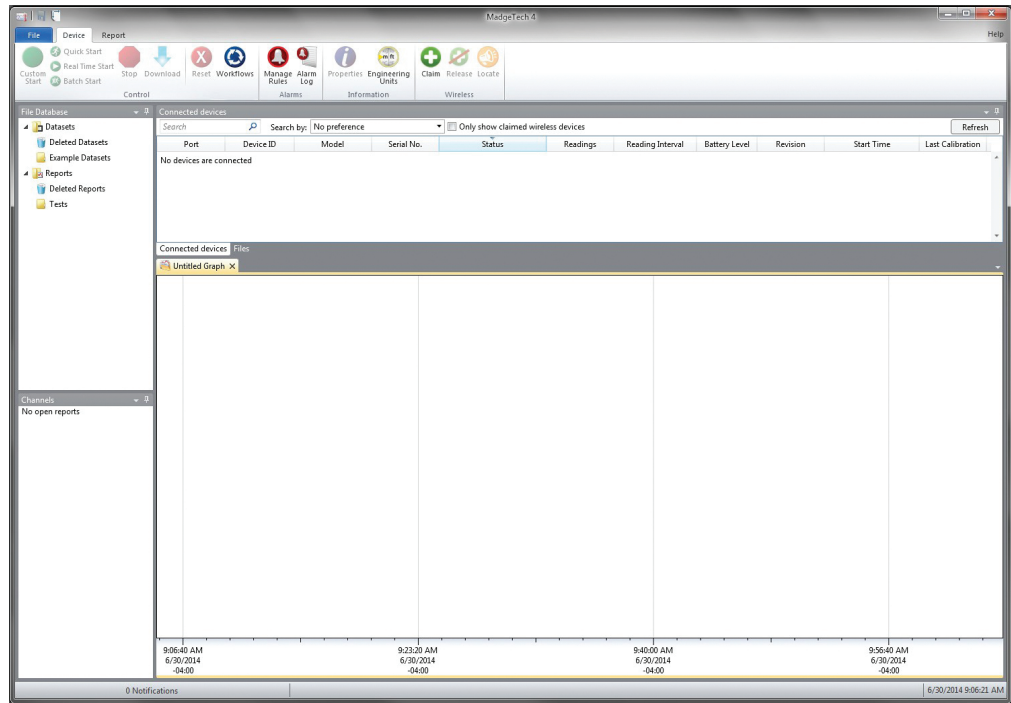 MadgeTech 4
File Device Report Help
Custom Start
Quick Start
Real Time Start
Batch Start
Stop
Download
Control
Reset
Workflows
Manage Rules
Alarm Log
Alarms
Properties
Engineering Units
Information
Claim
Release
Locate
Wireless
File Database
Datasets
Deleted Datasets
Example Datasets
Reports
Deleted Reports
Tests
Connected devices
Search
Search by: No preference
Only show claimed wireless devices
Refresh
Port Device ID Model Serial No. Status Readings Reading Interval Battery Level Revision Start Time Last Calibration
No devices are connected
Connected devices Files
Untitled Graph
Channels
No open reports
9:06:40 AM 9:23:20 AM 9:40:00 AM 9:56:40 AM
6/30/2014 6/30/2014 6/30/2014 6/30/2014
-04:00 -04:00 -04:00 -04:00
0 Notifications
6/30/2014 9:06:21 AM